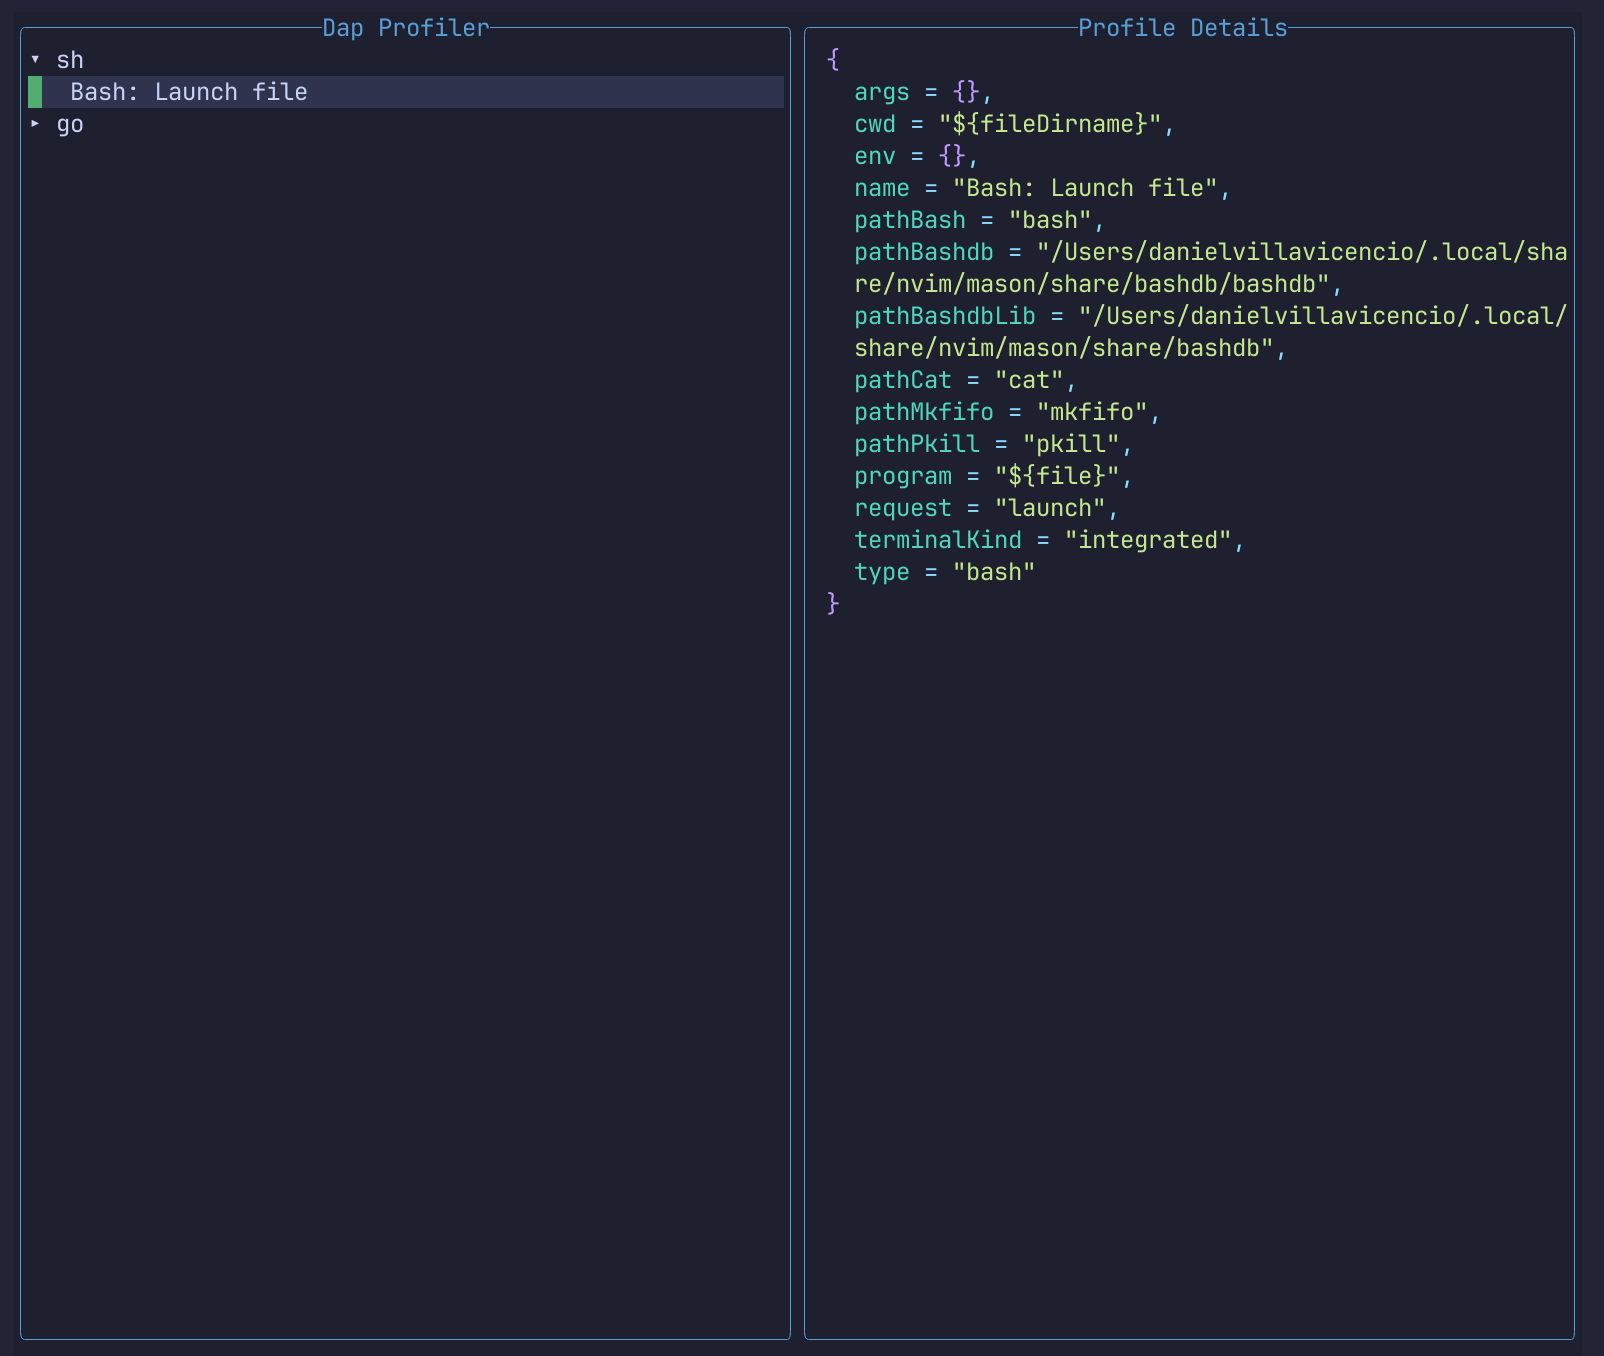 Dap Profiler
▾ sh
Bash: Launch file
▸ go
Profile Details
{
args = {},
cwd = "${fileDirname}",
env = {},
name = "Bash: Launch file",
pathBash = "bash",
pathBashdb = "/Users/danielvillavicencio/.local/sha
re/nvim/mason/share/bashdb/bashdb",
pathBashdbLib = "/Users/danielvillavicencio/.local/
share/nvim/mason/share/bashdb",
pathCat = "cat",
pathMkfifo = "mkfifo",
pathPkill = "pkill",
program = "${file}",
request = "launch",
terminalKind = "integrated",
type = "bash"
}